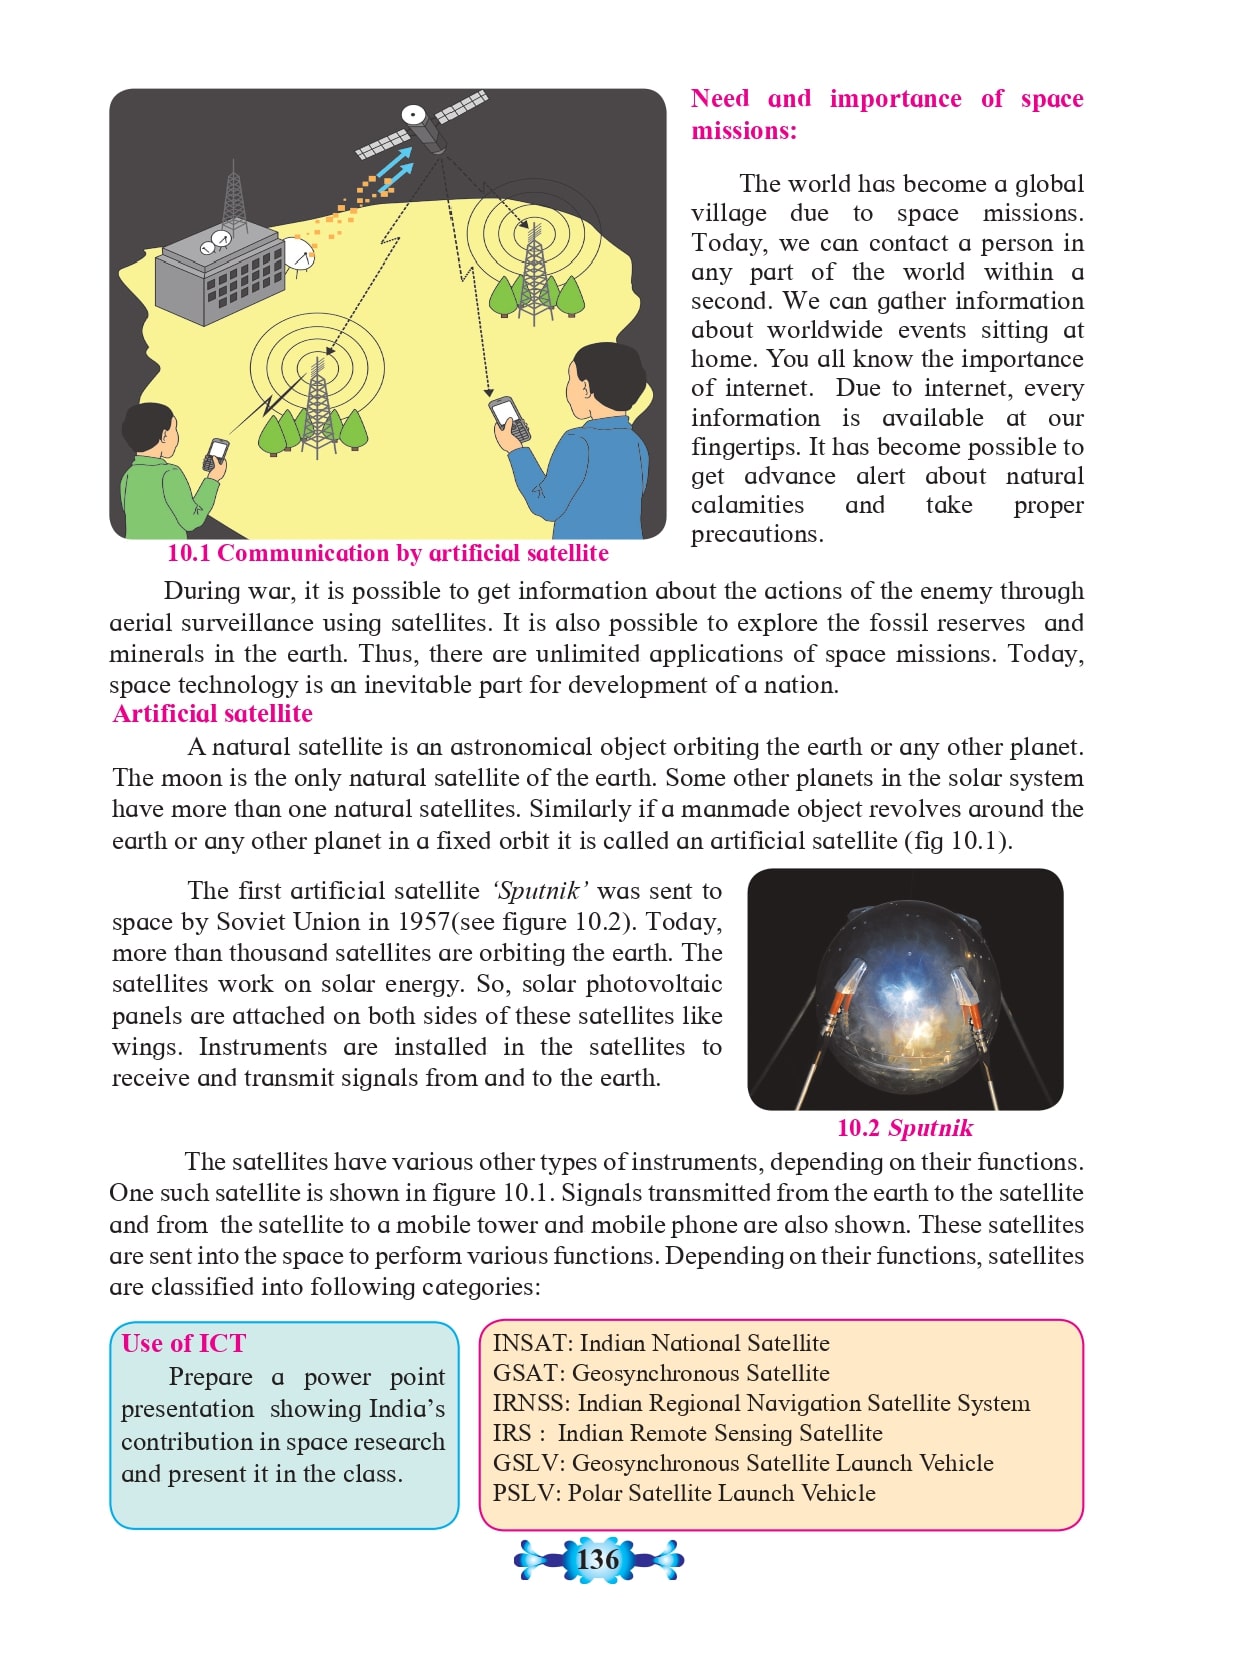 Need and importance of space
missions:
The world has become a global
village due to space missions.
Today, we can contact a person in
any part of the world within a
second. We can gather information
about worldwide events sitting at
home. You all know the importance
of internet. Due to internet, every
information is available at our
fingertips. It has become possible to
get advance alert about natural
calamities and take proper
precautions.
10.1 Communication by artificial satellite
During war, it is possible to get information about the actions of the enemy through
aerial surveillance using satellites. It is also possible to explore the fossil reserves and
minerals in the earth. Thus, there are unlimited applications of space missions. Today,
space technology is an inevitable part for development of a nation.
Artificial satellite
A natural satellite is an astronomical object orbiting the earth or any other planet.
The moon is the only natural satellite of the earth. Some other planets in the solar system
have more than one natural satellites. Similarly if a manmade object revolves around the
earth or any other planet in a fixed orbit it is called an artificial satellite (fig 10.1).
The first artificial satellite ‘Sputnik’ was sent to
space by Soviet Union in 1957(see figure 10.2). Today,
more than thousand satellites are orbiting the earth. The
satellites work on solar energy. So, solar photovoltaic
panels are attached on both sides of these satellites like
wings. Instruments are installed in the satellites to
receive and transmit signals from and to the earth.
10.2 Sputnik
The satellites have various other types of instruments, depending on their functions.
One such satellite is shown in figure 10.1. Signals transmitted from the earth to the satellite
and from the satellite to a mobile tower and mobile phone are also shown. These satellites
are sent into the space to perform various functions. Depending on their functions, satellites
are classified into following categories:
Use of ICT
Prepare a power point
presentation showing India’s
contribution in space research
and present it in the class.
INSAT: Indian National Satellite
GSAT: Geosynchronous Satellite
IRNSS: Indian Regional Navigation Satellite System
IRS : Indian Remote Sensing Satellite
GSLV: Geosynchronous Satellite Launch Vehicle
PSLV: Polar Satellite Launch Vehicle
136